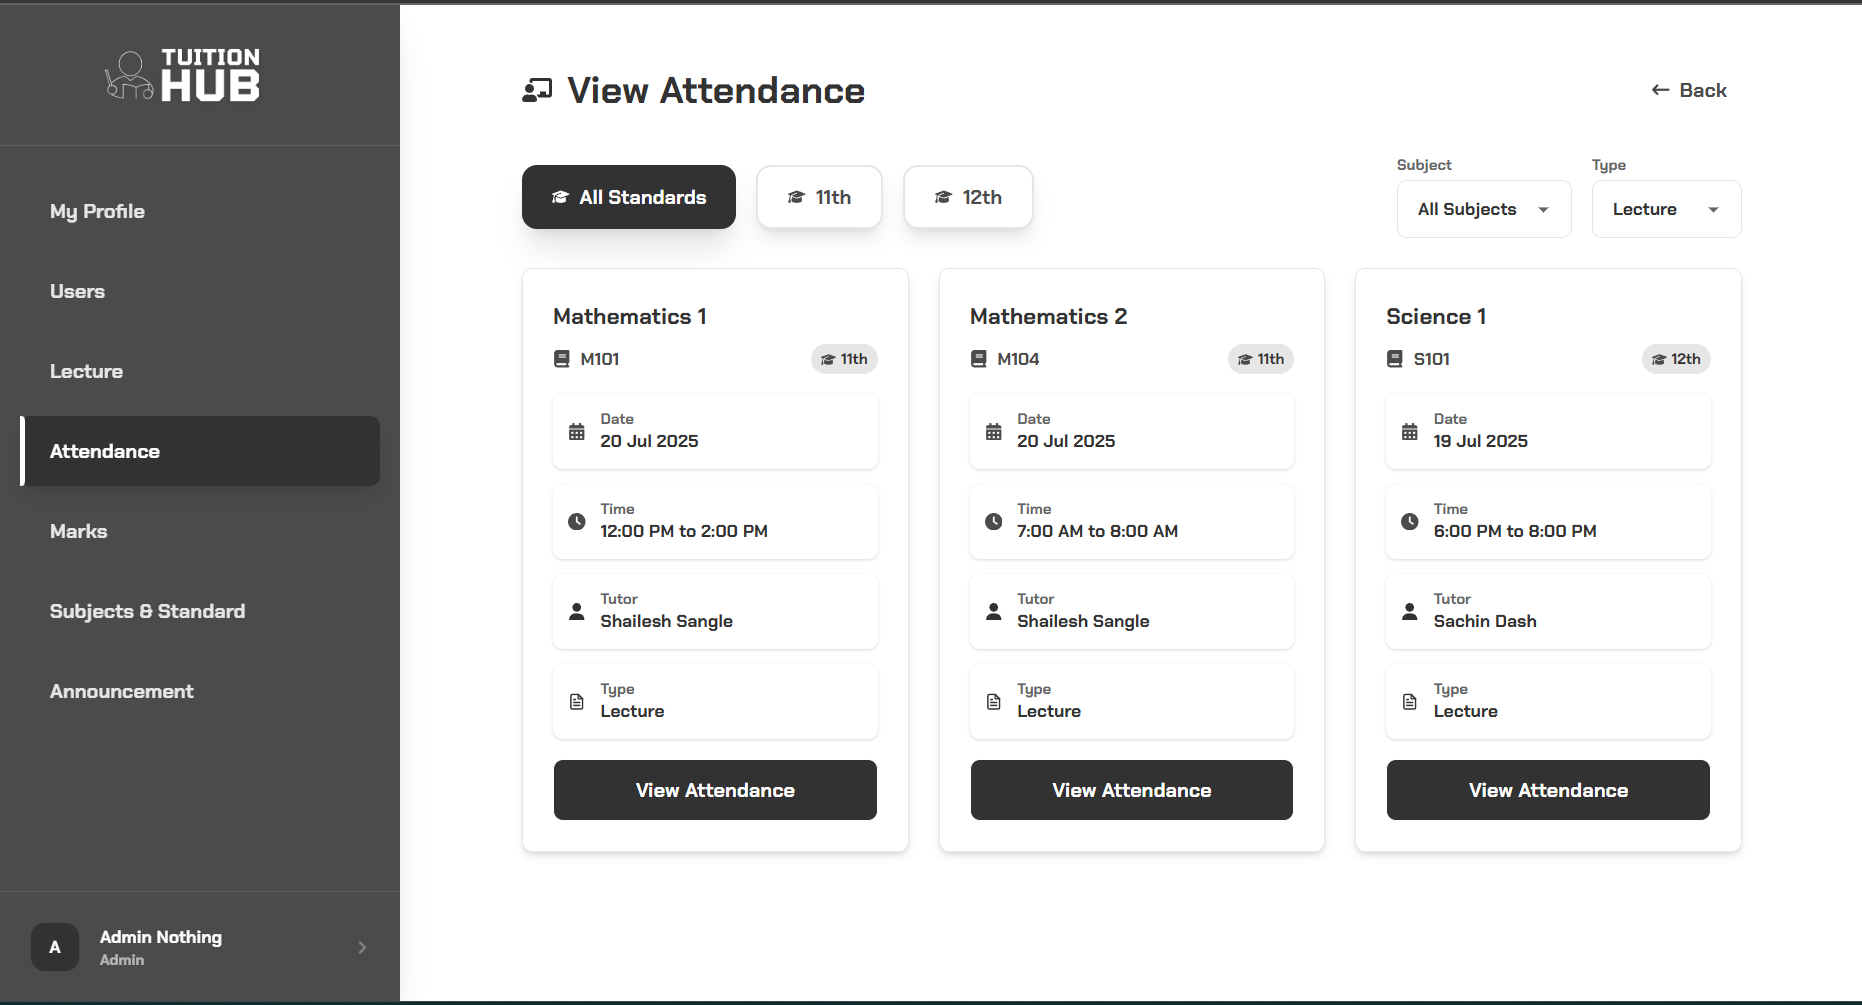 TUITION
HUB
My Profile
Users
Lecture
Attendance
Marks
Subjects & Standard
Announcement
A
Admin Nothing
Admin
View Attendance
Back
All Standards
11th
12th
Subject
All Subjects
Type
Lecture
Mathematics 1
M101
11th
Date
20 Jul 2025
Time
12:00 PM to 2:00 PM
Tutor
Shailesh Sangle
Type
Lecture
View Attendance
Mathematics 2
M104
11th
Date
20 Jul 2025
Time
7:00 AM to 8:00 AM
Tutor
Shailesh Sangle
Type
Lecture
View Attendance
Science 1
S101
12th
Date
19 Jul 2025
Time
6:00 PM to 8:00 PM
Tutor
Sachin Dash
Type
Lecture
View Attendance